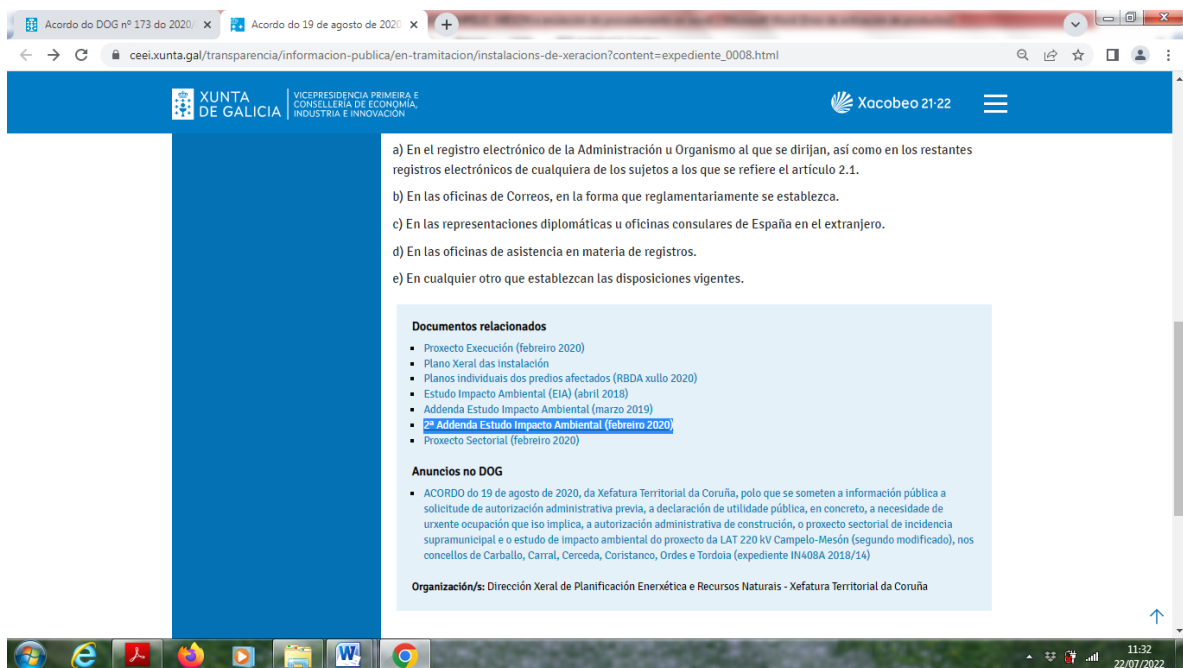 Acordo do DOG nº 173 do 2020/
Acordo do 19 de agosto de 2020
ceei.xunta.gal/transparencia/informacion-publica/en-tramitacion/instalacions-de-xeracion?content=expediente_0008.html
XUNTA
DE GALICIA
VICEPRESIDENCIA PRIMEIRA E
CONSELLERÍA DE ECONOMÍA,
INDUSTRIA E INNOVACIÓN
Xacobeo 21·22
a) En el registro electrónico de la Administración u Organismo al que se dirijan, así como en los restantes
registros electrónicos de cualquiera de los sujetos a los que se refiere el artículo 2.1.
b) En las oficinas de Correos, en la forma que reglamentariamente se establezca.
c) En las representaciones diplomáticas u oficinas consulares de España en el extranjero.
d) En las oficinas de asistencia en materia de registros.
e) En cualquier otro que establezcan las disposiciones vigentes.
Documentos relacionados
Proxecto Execución (febreiro 2020)
Plano Xeral das instalación
Planos individuais dos predios afectados (RBDA xullo 2020)
Estudo Impacto Ambiental (EIA) (abril 2018)
Addenda Estudo Impacto Ambiental (marzo 2019)
2ª Addenda Estudo Impacto Ambiental (febreiro 2020)
Proxecto Sectorial (febreiro 2020)
Anuncios no DOG
ACORDO do 19 de agosto de 2020, da Xefatura Territorial da Coruña, polo que se someten a información pública a
solicitude de autorización administrativa previa, a declaración de utilidade pública, en concreto, a necesidade de
urxente ocupación que iso implica, a autorización administrativa de construción, o proxecto sectorial de incidencia
supramunicipal e o estudo de impacto ambiental do proxecto da LAT 220 kV Campelo-Mesón (segundo modificado), nos
concellos de Carballo, Carral, Cerceda, Coristanco, Ordes e Tordoia (expediente IN408A 2018/14)
Organización/s: Dirección Xeral de Planificación Enerxética e Recursos Naturais - Xefatura Territorial da Coruña
11:32
22/07/2022